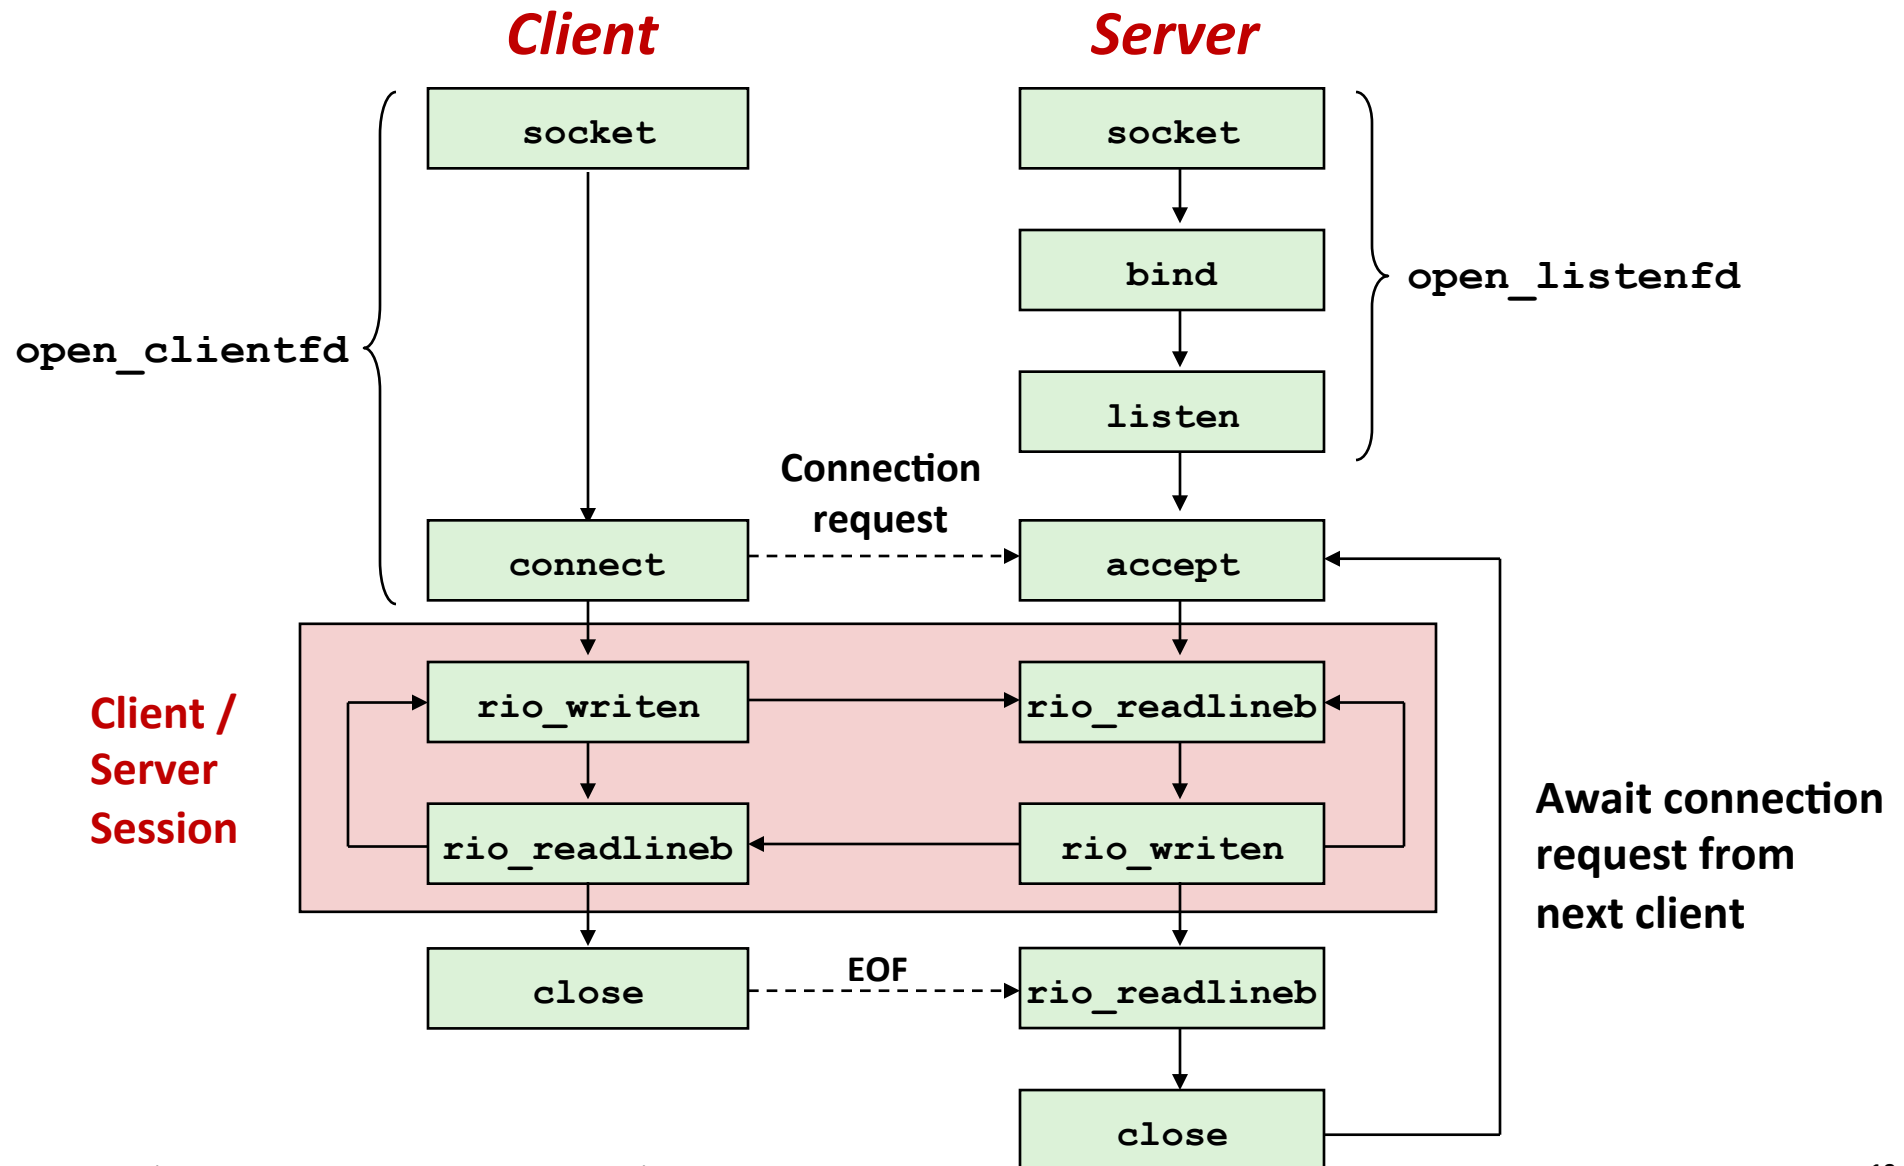 Client
Server
socket
socket
bind
open_listenfd
open_clientfd
listen
Connection
request
connect
accept
Client /
Server
Session
rio_writen
rio_readlineb
rio_readlineb
rio_writen
Await connection
request from
next client
close
EOF
rio_readlineb
close